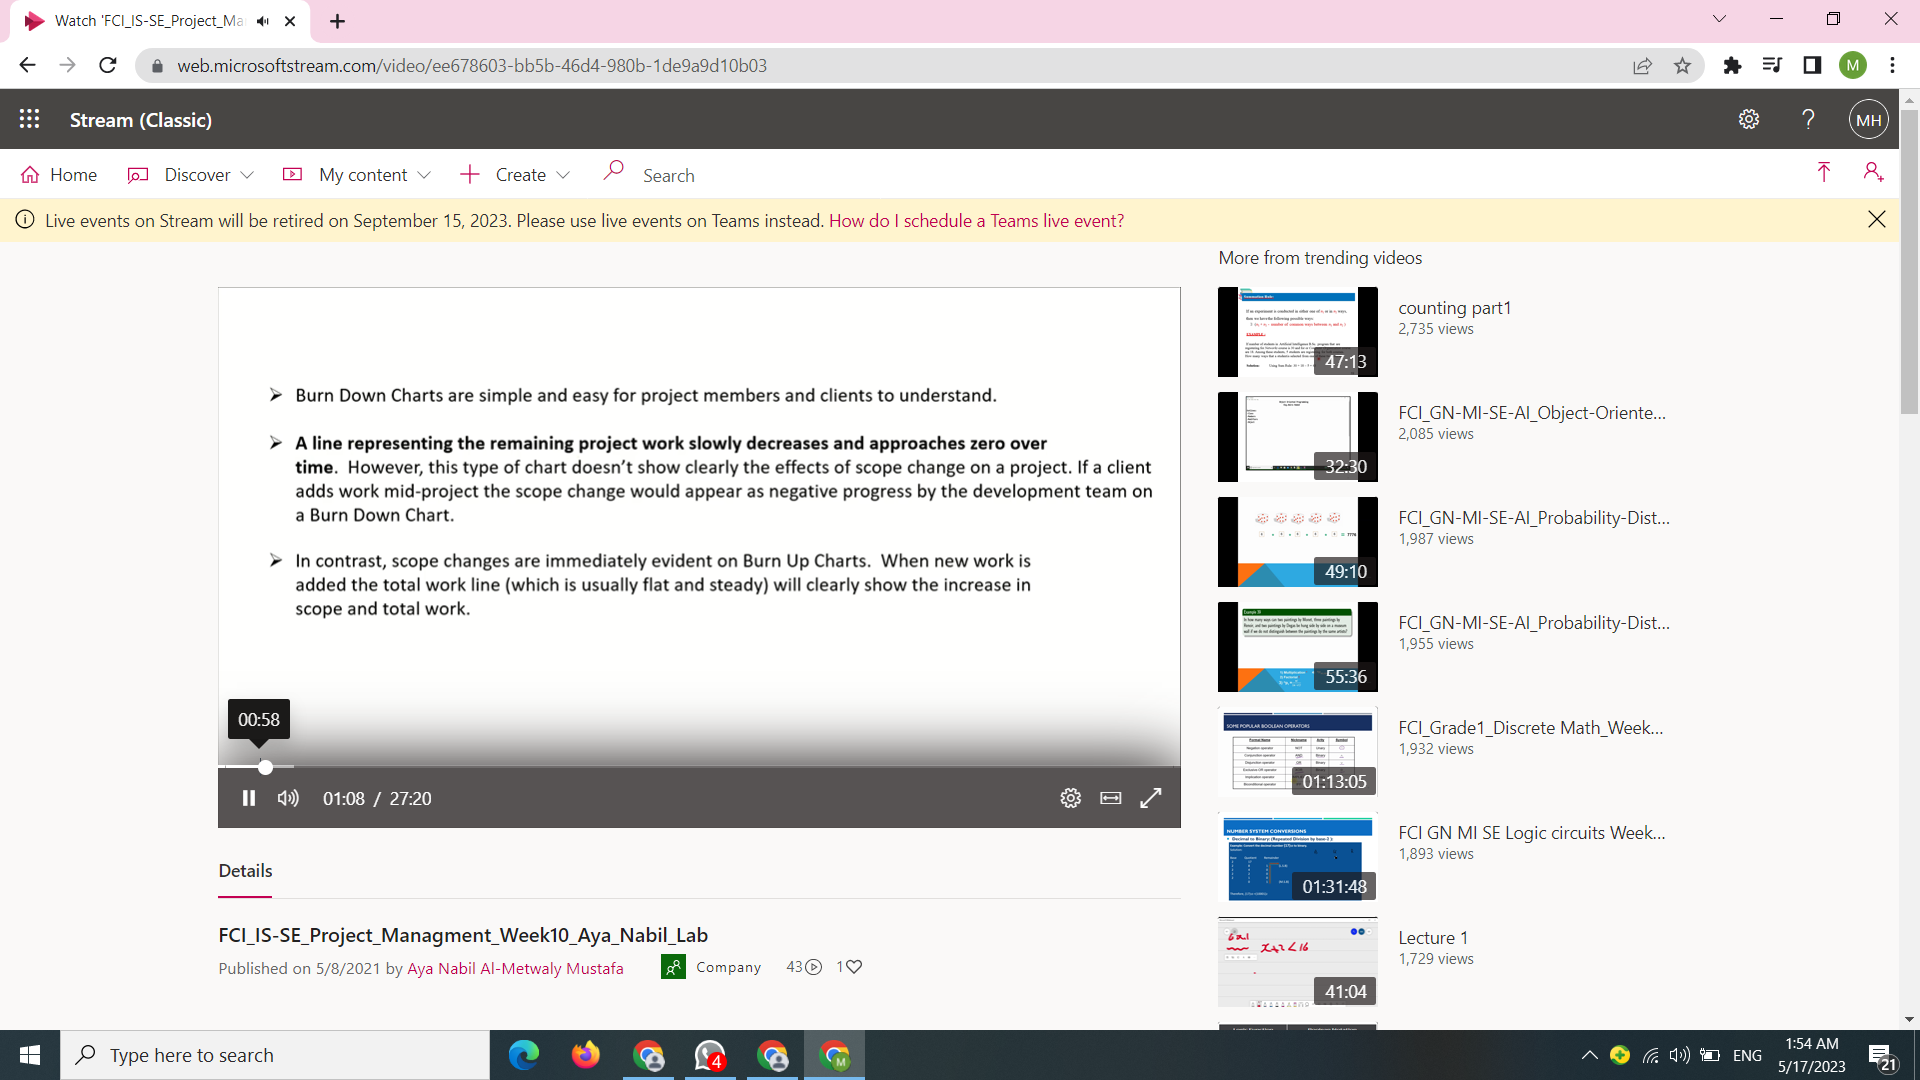 Watch 'FCI_IS-SE_Project_Ma
web.microsoftstream.com/video/ee678603-bb5b-46d4-980b-1de9a9d10b03
M
Stream (Classic)
MH
Home
Discover
My content
Create
Search
Live events on Stream will be retired on September 15, 2023. Please use live events on Teams instead. How do I schedule a Teams live event?
More from trending videos
Burn Down Charts are simple and easy for project members and clients to understand.
A line representing the remaining project work slowly decreases and approaches zero over
time. However, this type of chart doesn't show clearly the effects of scope change on a project. If a client
adds work mid-project the scope change would appear as negative progress by the development team on
a Burn Down Chart.
In contrast, scope changes are immediately evident on Burn Up Charts. When new work is
added the total work line (which is usually flat and steady) will clearly show the increase in
scope and total work.
00:58
01:08 / 27:20
Details
FCI_IS-SE_Project_Managment_Week10_Aya_Nabil_Lab
Published on 5/8/2021 by Aya Nabil Al-Metwaly Mustafa
Company
43
1
47:13
counting part1
2,735 views
32:30
FCI_GN-MI-SE-AI_Object-Oriente...
2,085 views
49:10
FCI_GN-MI-SE-AI_Probability-Dist...
1,987 views
55:36
FCI_GN-MI-SE-AI_Probability-Dist...
1,955 views
SOME POPULAR BOOLEAN OPERATORS
01:13:05
FCI_Grade1_Discrete Math_Week...
1,932 views
NUMBER SYSTEM CONVERSIONS
01:31:48
FCI GN MI SE Logic circuits Week...
1,893 views
41:04
Lecture 1
1,729 views
Type here to search
4
M
ENG
1:54 AM
5/17/2023
21